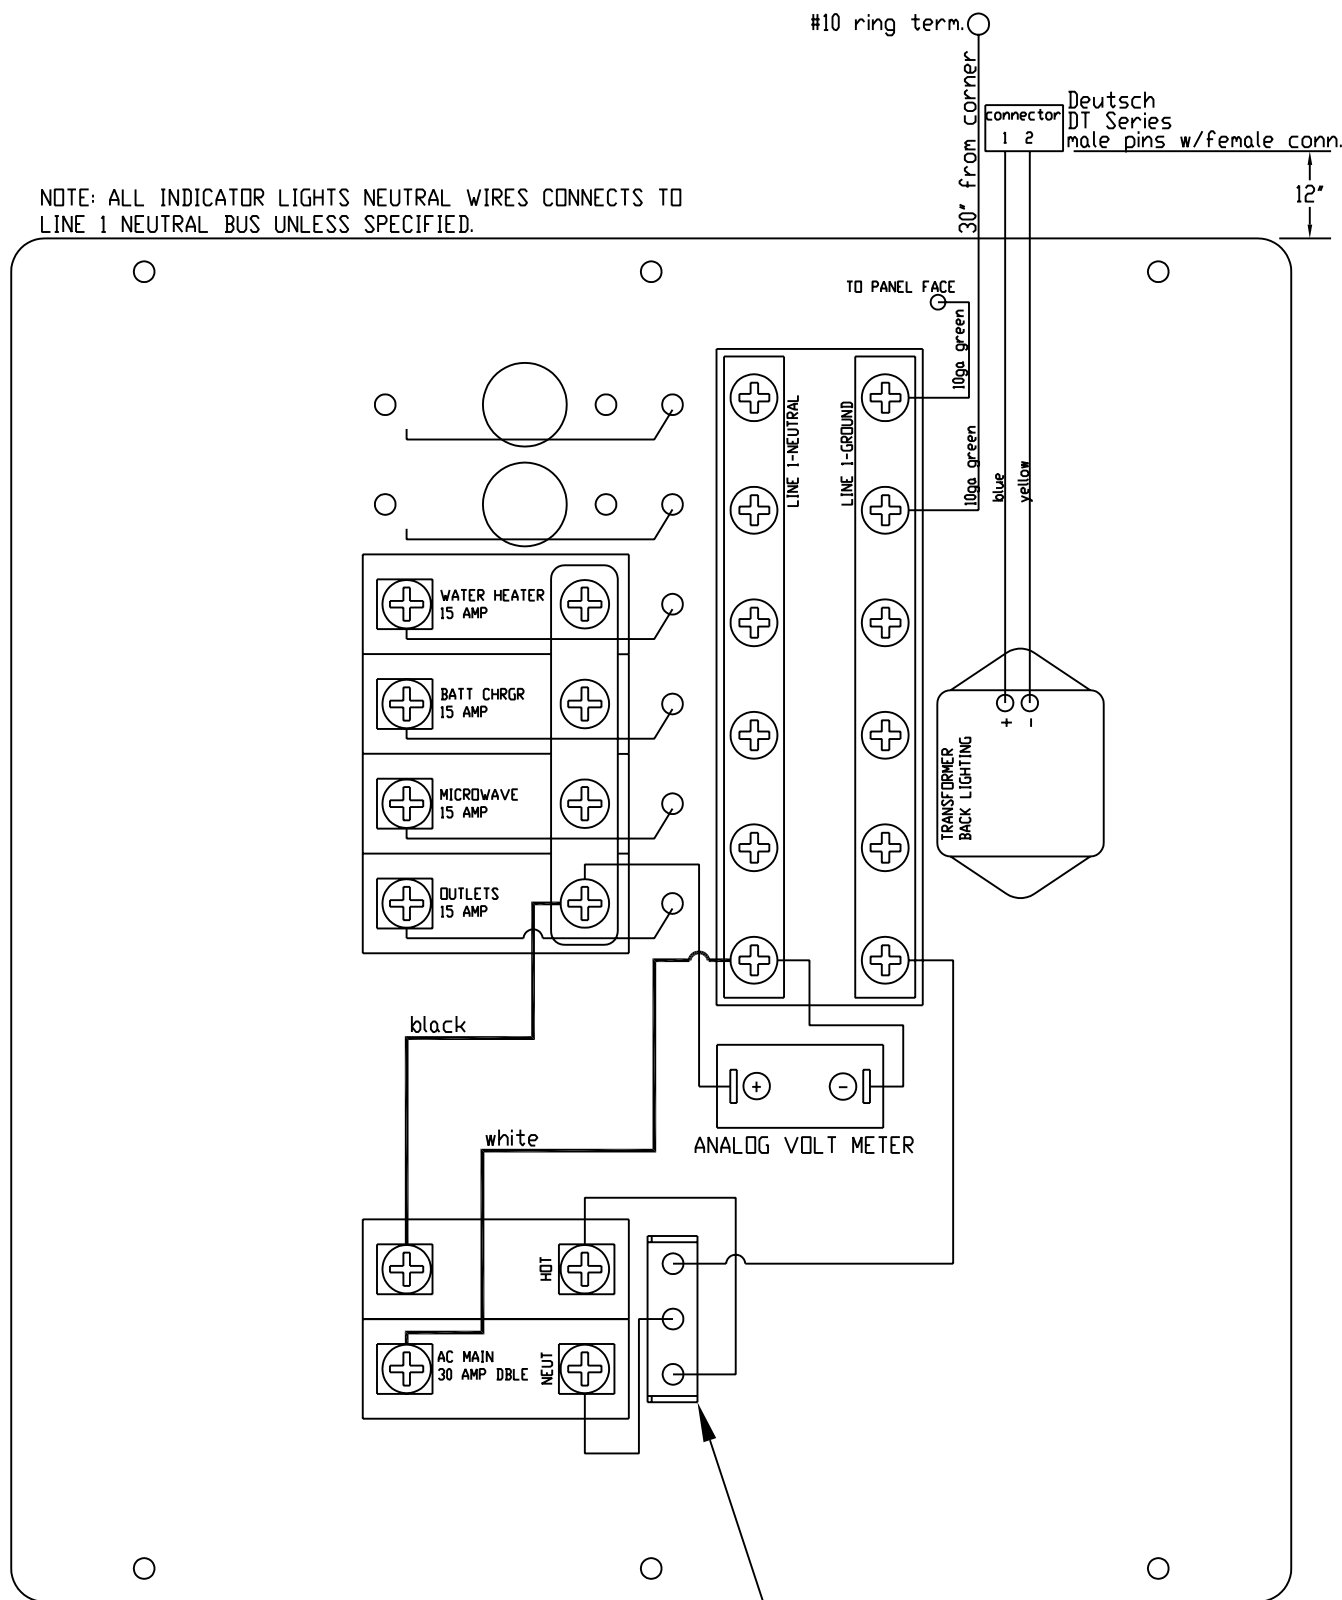 #10 ring term.
30" from corner
Deutsch
DT Series
male pins w/female conn.
connector
1 2
12"
NOTE: ALL INDICATOR LIGHTS NEUTRAL WIRES CONNECTS TO
LINE 1 NEUTRAL BUS UNLESS SPECIFIED.
TO PANEL FACE
10ga green
10ga green
blue
yellow
LINE 1-NEUTRAL
LINE 1-GROUND
WATER HEATER
15 AMP
BATT CHRGR
15 AMP
MICROWAVE
15 AMP
OUTLETS
15 AMP
+ -
TRANSFORMER
BACK LIGHTING
black
+ -
ANALOG VOLT METER
white
HOT
AC MAIN
30 AMP DBLE
NEUT